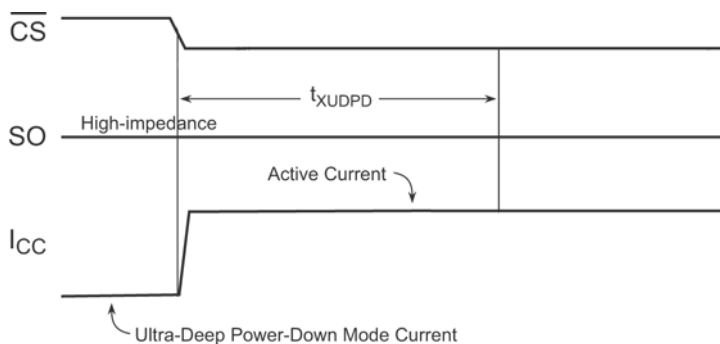 CS
tXUDPD
High-impedance
SO
Active Current
ICC
Ultra-Deep Power-Down Mode Current